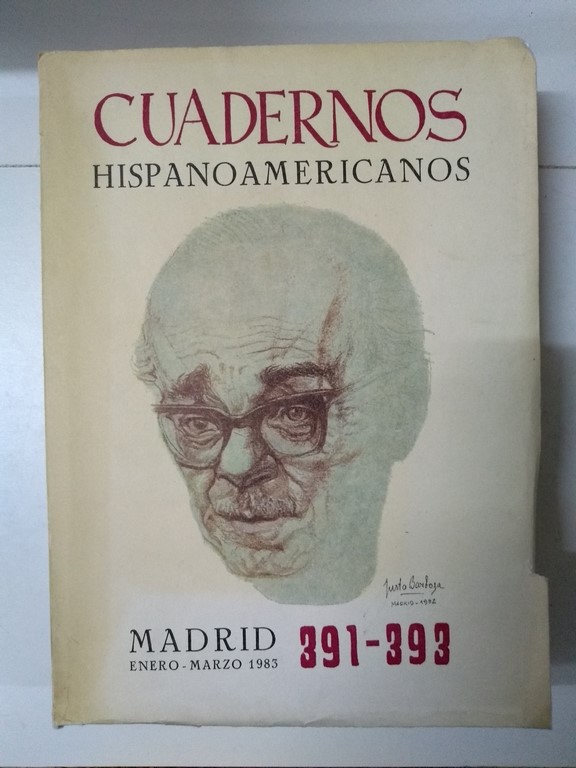 CUADERNOS
HISPANOAMERICANOS
Justo Barboza
MADRID-1982
MADRID 391-393
ENERO-MARZO 1983